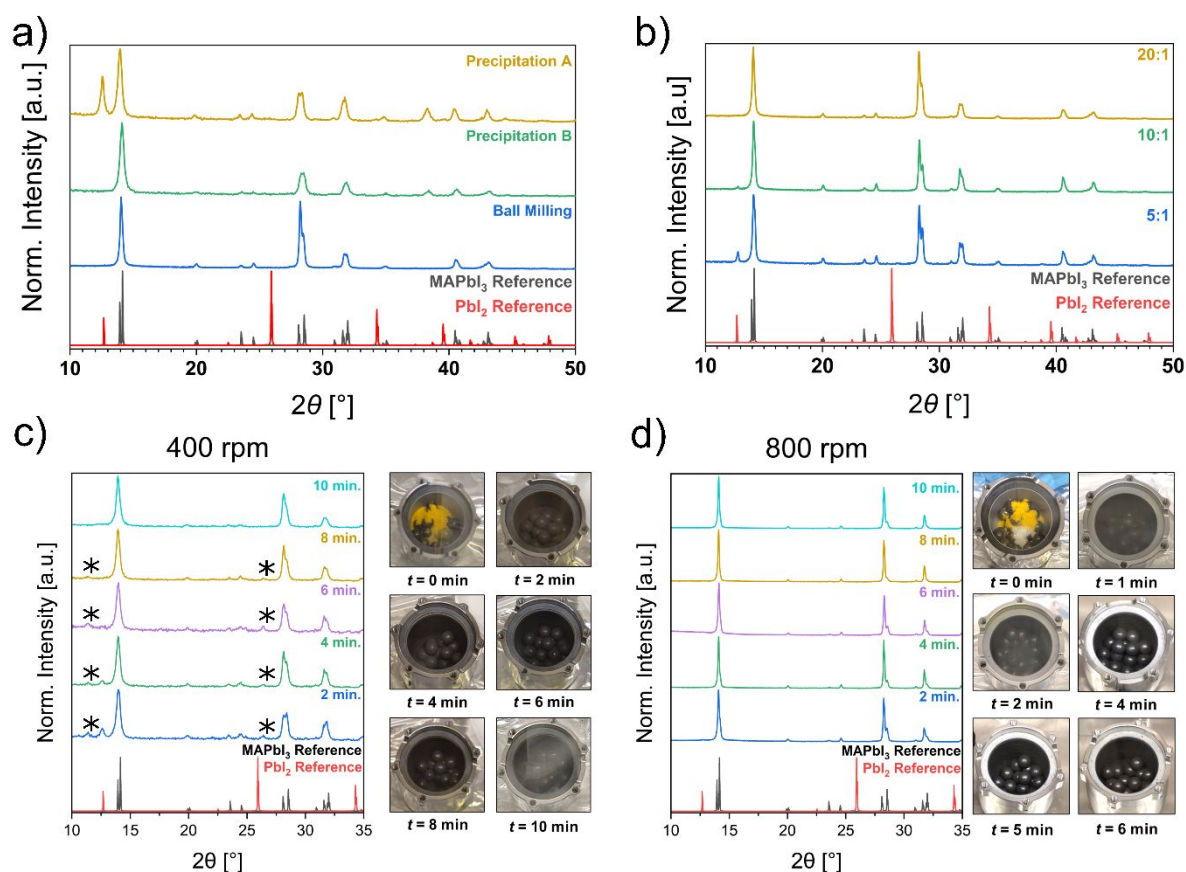 a)
Norm. Intensity [a.u.]
Precipitation A
Precipitation B
Ball Milling
MAPbI₃ Reference
PbI₂ Reference
10 20 30 40 50
2θ [°]
b)
Norm. Intensity [a.u]
20:1
10:1
5:1
MAPbI₃ Reference
PbI₂ Reference
10 20 30 40 50
2θ [°]
c)
400 rpm
Norm. Intensity [a.u.]
10 min.
8 min.
* *
6 min.
* *
4 min.
* *
2 min.
* *
MAPbI₃ Reference
PbI₂ Reference
10 15 20 25 30 35
2θ [°]
t = 0 min t = 2 min
t = 4 min t = 6 min
t = 8 min t = 10 min
d)
800 rpm
Norm. Intensity [a.u.]
10 min.
8 min.
6 min.
4 min.
2 min.
MAPbI₃ Reference
PbI₂ Reference
10 15 20 25 30 35
2θ [°]
t = 0 min t = 1 min
t = 2 min t = 4 min
t = 5 min t = 6 min